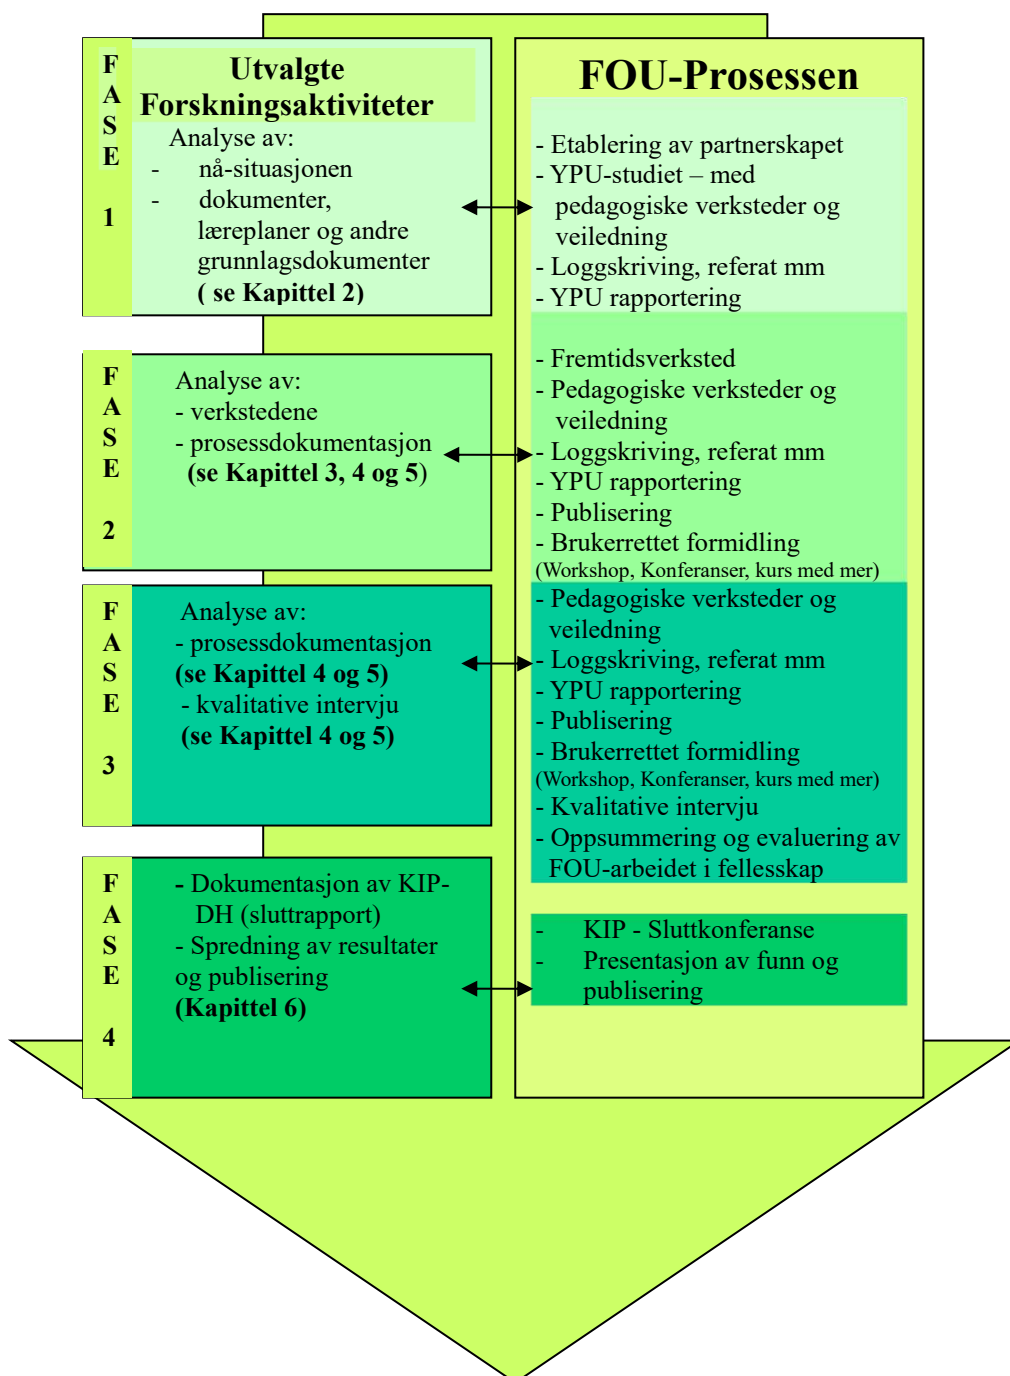 F
A
S
E
1
Utvalgte
Forskningsaktiviteter
Analyse av:
- nå-situasjonen
- dokumenter,
læreplaner og andre
grunnlagsdokumenter
( se Kapittel 2)
F
A
S
E
2
Analyse av:
- verkstedene
- prosessdokumentasjon
(se Kapittel 3, 4 og 5)
F
A
S
E
3
Analyse av:
- prosessdokumentasjon
(se Kapittel 4 og 5)
- kvalitative intervju
(se Kapittel 4 og 5)
F
A
S
E
4
- Dokumentasjon av KIP-
DH (sluttrapport)
- Spredning av resultater
og publisering
(Kapittel 6)
FOU-Prosessen
- Etablering av partnerskapet
- YPU-studiet – med
pedagogiske verksteder og
veiledning
- Loggskriving, referat mm
- YPU rapportering
- Fremtidsverksted
- Pedagogiske verksteder og
veiledning
- Loggskriving, referat mm
- YPU rapportering
- Publisering
- Brukerrettet formidling
(Workshop, Konferanser, kurs med mer)
- Pedagogiske verksteder og
veiledning
- Loggskriving, referat mm
- YPU rapportering
- Publisering
- Brukerrettet formidling
(Workshop, Konferanser, kurs med mer)
- Kvalitative intervju
- Oppsummering og evaluering av
FOU-arbeidet i fellesskap
- KIP - Sluttkonferanse
- Presentasjon av funn og
publisering